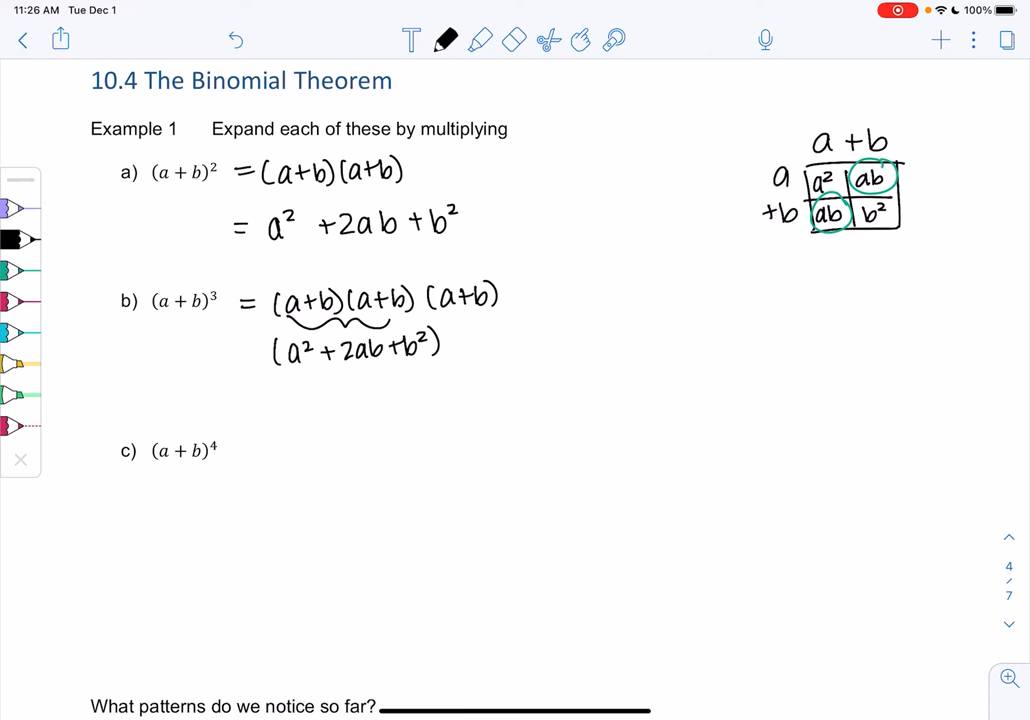 11:26 AM Tue Dec 1
100%
T
10.4 The Binomial Theorem
Example 1 Expand each of these by multiplying
a) (a + b)² = (a+b)(a+b)
= a² +2ab +b²
a +b
a a² ab
+b ab b²
b) (a + b)³ = (a+b)(a+b)(a+b)
(a² + 2ab +b²)
c) (a + b)⁴
4
/
7
What patterns do we notice so far?